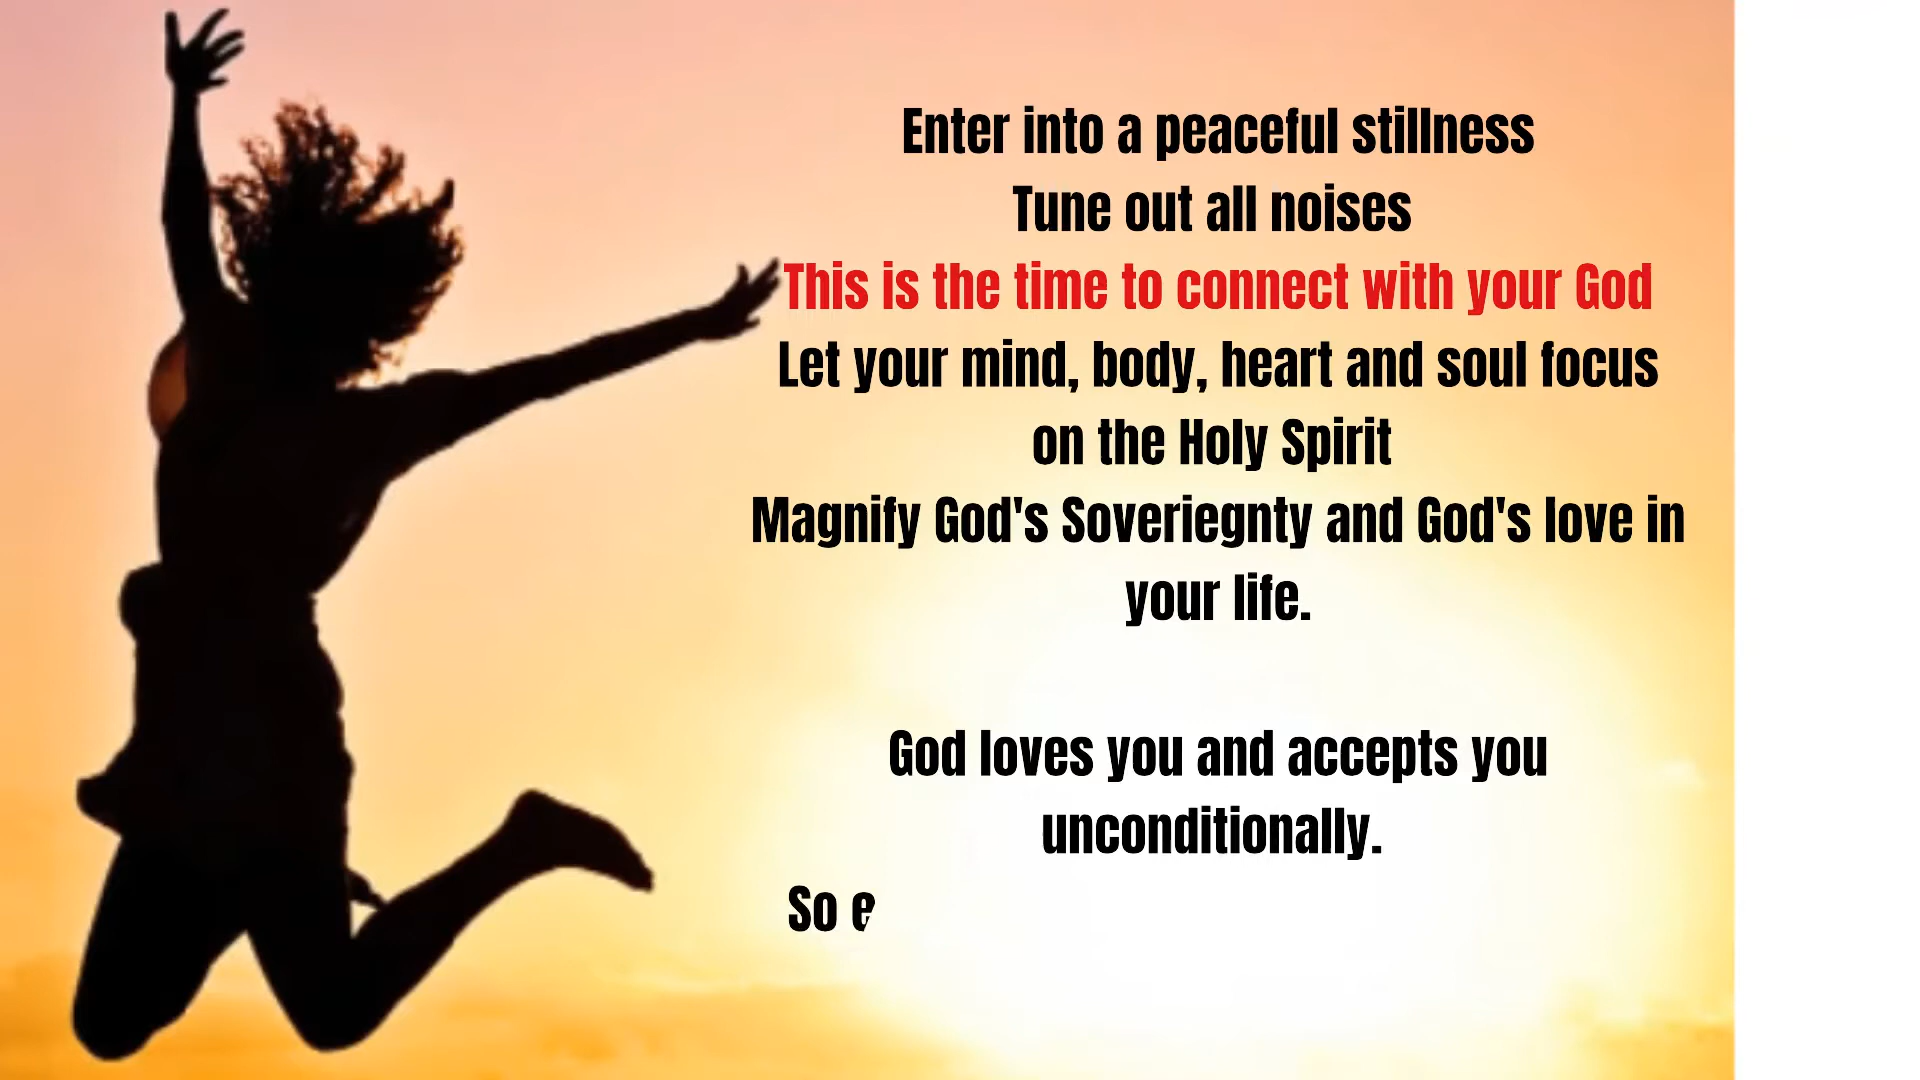 Enter into a peaceful stillness
Tune out all noises
This is the time to connect with your God
Let your mind, body, heart and soul focus
on the Holy Spirit
Magnify God's Soveriegnty and God's love in
your life.
God loves you and accepts you
unconditionally.
So